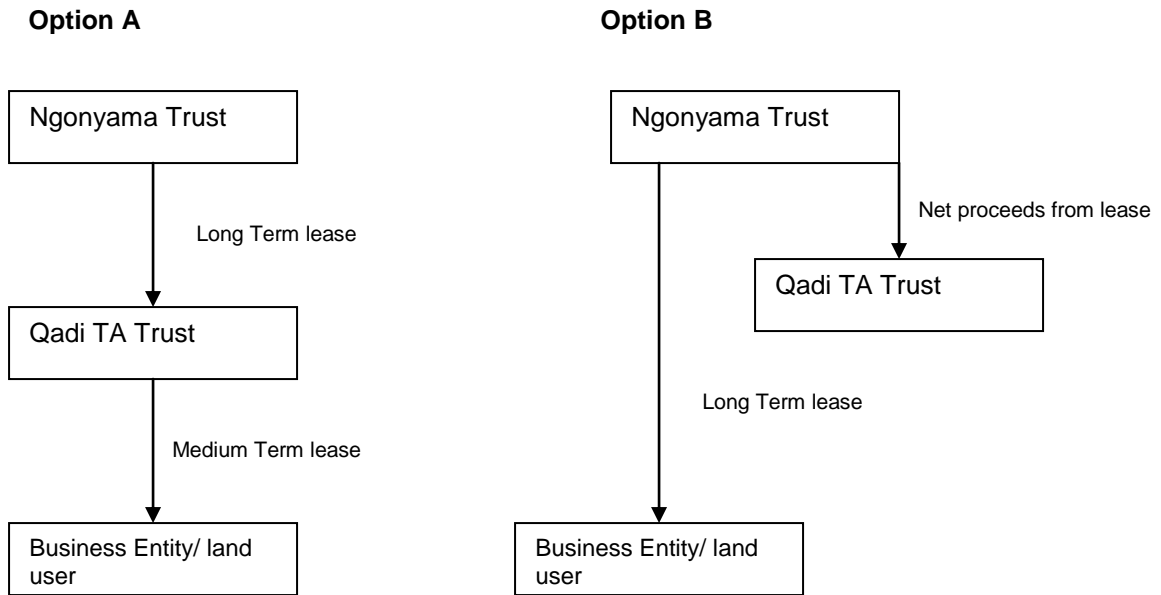 Option A
Ngonyama Trust
Long Term lease
Qadi TA Trust
Medium Term lease
Business Entity/ land
user
Option B
Ngonyama Trust
Net proceeds from lease
Qadi TA Trust
Long Term lease
Business Entity/ land
user